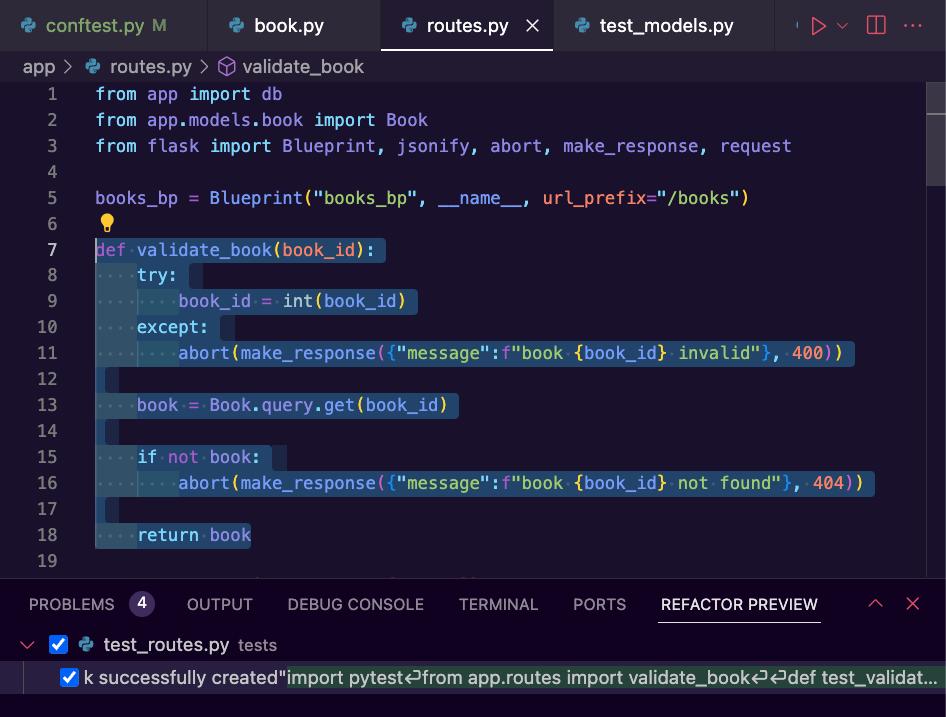 conftest.py M book.py routes.py test_models.py
app > routes.py > validate_book
1 from app import db
2 from app.models.book import Book
3 from flask import Blueprint, jsonify, abort, make_response, request
4
5 books_bp = Blueprint("books_bp", __name__, url_prefix="/books")
6
7 def validate_book(book_id):
8 try:
9 book_id = int(book_id)
10 except:
11 abort(make_response({"message":f"book {book_id} invalid"}, 400))
12
13 book = Book.query.get(book_id)
14
15 if not book:
16 abort(make_response({"message":f"book {book_id} not found"}, 404))
17
18 return book
19
PROBLEMS 4 OUTPUT DEBUG CONSOLE TERMINAL PORTS REFACTOR PREVIEW
test_routes.py tests
k successfully created"import pytest↵from app.routes import validate_book↵↵def test_validat...